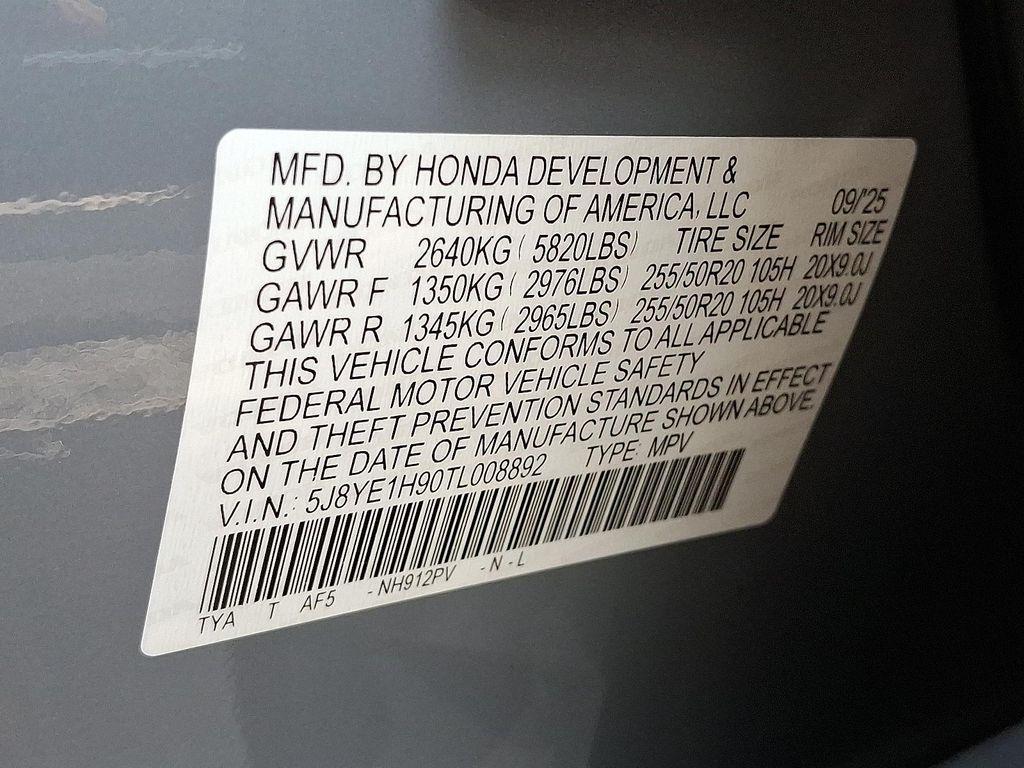 MFD. BY HONDA DEVELOPMENT &
MANUFACTURING OF AMERICA, LLC 09/'25
GVWR 2640KG ( 5820LBS) TIRE SIZE RIM SIZE
GAWR F 1350KG ( 2976LBS) 255/50R20 105H 20X9.0J
GAWR R 1345KG ( 2965LBS) 255/50R20 105H 20X9.0J
THIS VEHICLE CONFORMS TO ALL APPLICABLE
FEDERAL MOTOR VEHICLE SAFETY
AND THEFT PREVENTION STANDARDS IN EFFECT
ON THE DATE OF MANUFACTURE SHOWN ABOVE.
V.I.N.: 5J8YE1H90TL008892 TYPE: MPV
TYA T AF5 - NH912PV - N - L